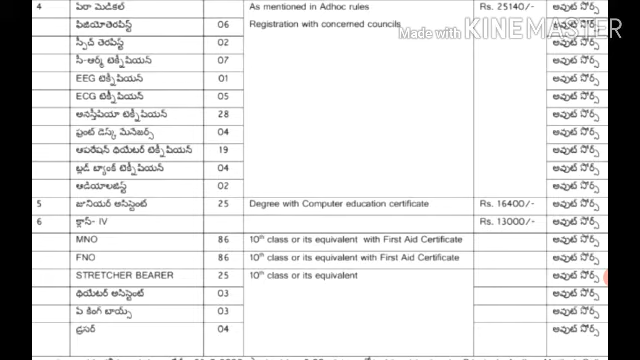 4 పారా మెడికల్ As mentioned in Adhoc rules Rs. 25140/- అవుట్ సోర్స్
ఫిజియోతెరపిస్ట్ 06 Registration with concerned councils అవుట్ సోర్స్
Made with KINEMASTER
స్పీచ్ తెరపిస్ట్ 02 అవుట్ సోర్స్
సీ-ఆర్మ్ టెక్నీషియన్ 07 అవుట్ సోర్స్
EEG టెక్నీషియన్ 01 అవుట్ సోర్స్
ECG టెక్నీషియన్ 05 అవుట్ సోర్స్
అనస్తీషియా టెక్నీషియన్ 28 అవుట్ సోర్స్
ఫ్రంట్ డెస్క్ మేనేజర్స్ 04 అవుట్ సోర్స్
ఆపరేషన్ థియేటర్ టెక్నీషియన్ 19 అవుట్ సోర్స్
బ్లడ్ బ్యాంక్ టెక్నీషియన్ 04 అవుట్ సోర్స్
ఆడియాలజిస్ట్ 02 అవుట్ సోర్స్
5 జూనియర్ అసిస్టెంట్ 25 Degree with Computer education certificate Rs. 16400/- అవుట్ సోర్స్
6 క్లాస్- IV Rs. 13000/- అవుట్ సోర్స్
MNO 86 10th class or its equivalent with First Aid Certificate అవుట్ సోర్స్
FNO 86 10th class or its equivalent with First Aid Certificate అవుట్ సోర్స్
STRETCHER BEARER 25 10th class or its equivalent అవుట్ సోర్స్
థియేటర్ అసిస్టెంట్ 03 అవుట్ సోర్స్
ప్యాకింగ్ బాయ్స్ 03 అవుట్ సోర్స్
డ్రసర్ 04 అవుట్ సోర్స్